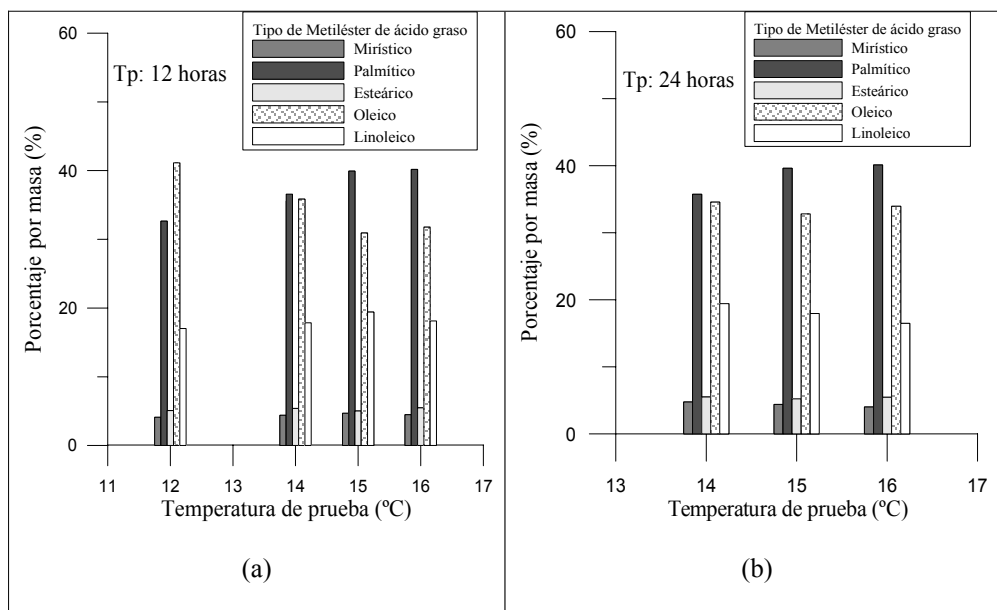 60
40
20
0
Porcentaje por masa (%)
Tp: 12 horas
Tipo de Metiléster de ácido graso
Mirístico
Palmítico
Esteárico
Oleico
Linoleico
11 12 13 14 15 16 17
Temperatura de prueba (ºC)
(a)
60
40
20
0
Porcentaje por masa (%)
Tp: 24 horas
Tipo de Metiléster de ácido graso
Mirístico
Palmítico
Esteárico
Oleico
Linoleico
13 14 15 16 17
Temperatura de prueba (ºC)
(b)